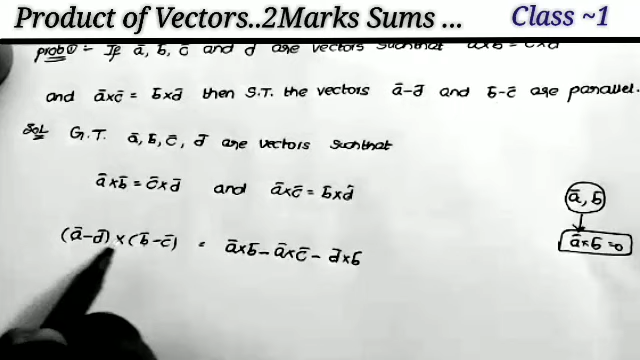 Product of Vectors..2Marks Sums ... Class ~1
prob① - If ā, b̄, c̄ and d̄ are vectors such that ā×b̄ = c̄×d̄
and ā×c̄ = b̄×d̄ then S.T. the vectors ā-d̄ and b̄-c̄ are parallel.
Sol G.T. ā, b̄, c̄, d̄ are vectors such that
ā×b̄ = c̄×d̄ and ā×c̄ = b̄×d̄
ā, b̄
(ā-d̄)×(b̄-c̄) = ā×b̄ - ā×c̄ - d̄×b̄
ā×b̄ = 0